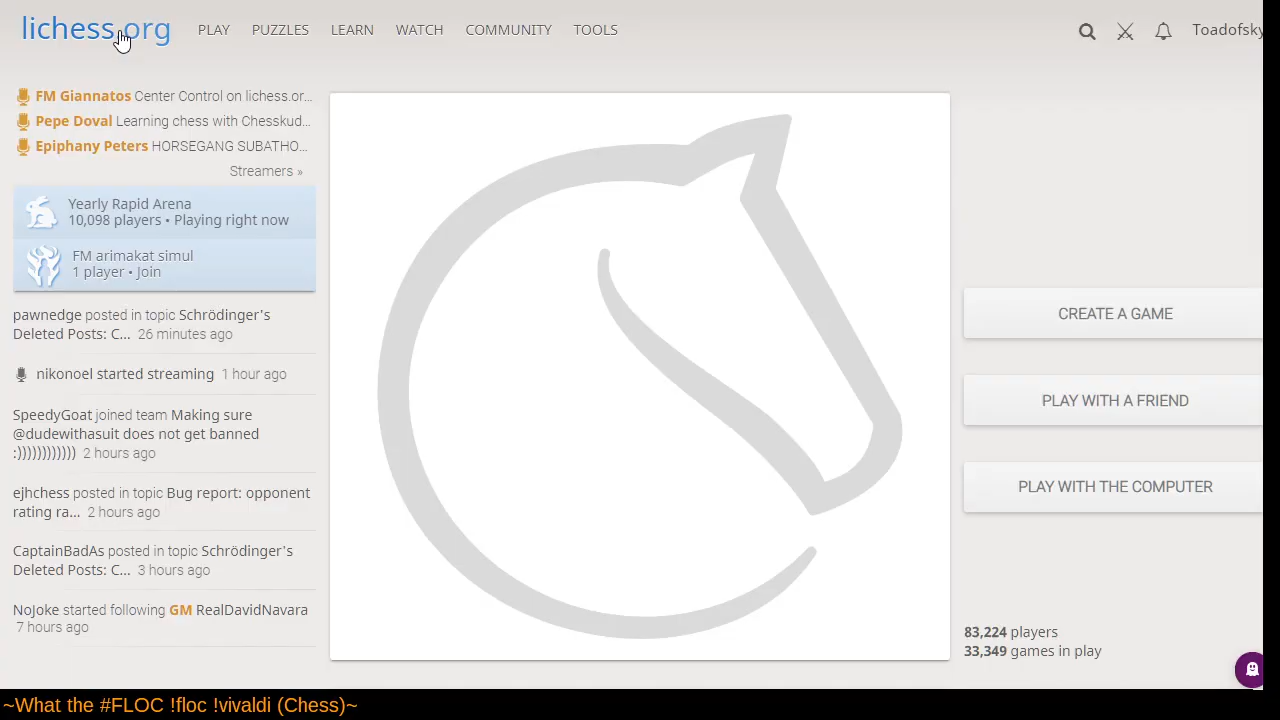 lichess.org PLAY PUZZLES LEARN WATCH COMMUNITY TOOLS Toadofsky
FM Giannatos Center Control on lichess.or...
Pepe Doval Learning chess with Chesskud...
Epiphany Peters HORSEGANG SUBATHO...
Streamers »
Yearly Rapid Arena
10,098 players • Playing right now
FM arimakat simul
1 player • Join
pawnedge posted in topic Schrödinger's
Deleted Posts: C... 26 minutes ago
nikonoel started streaming 1 hour ago
SpeedyGoat joined team Making sure
@dudewithasuit does not get banned
:)))))))))))) 2 hours ago
ejhchess posted in topic Bug report: opponent
rating ra... 2 hours ago
CaptainBadAs posted in topic Schrödinger's
Deleted Posts: C... 3 hours ago
NoJoke started following GM RealDavidNavara
7 hours ago
CREATE A GAME
PLAY WITH A FRIEND
PLAY WITH THE COMPUTER
83,224 players
33,349 games in play
~What the #FLOC !floc !vivaldi (Chess)~